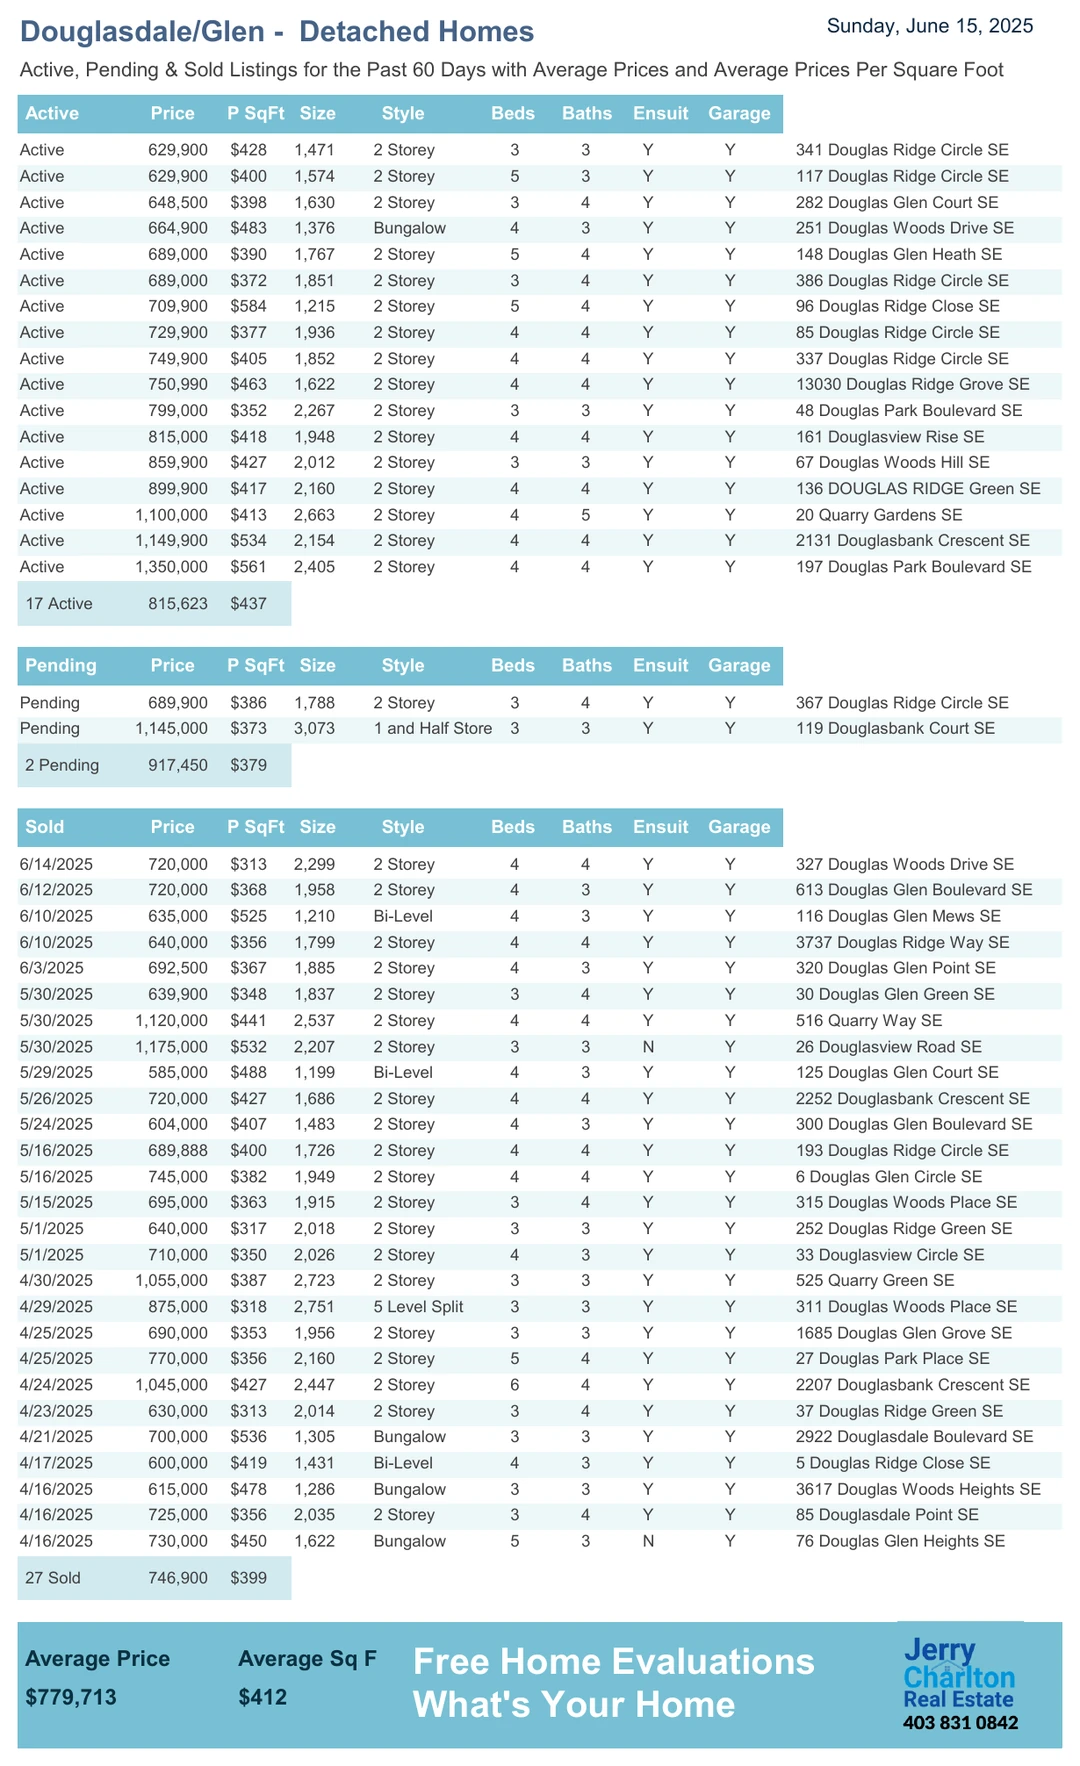 Douglasdale/Glen - Detached Homes Sunday, June 15, 2025
Active, Pending & Sold Listings for the Past 60 Days with Average Prices and Average Prices Per Square Foot
Active Price P SqFt Size Style Beds Baths Ensuit Garage
Active 629,900 $428 1,471 2 Storey 3 3 Y Y 341 Douglas Ridge Circle SE
Active 629,900 $400 1,574 2 Storey 5 3 Y Y 117 Douglas Ridge Circle SE
Active 648,500 $398 1,630 2 Storey 3 4 Y Y 282 Douglas Glen Court SE
Active 664,900 $483 1,376 Bungalow 4 3 Y Y 251 Douglas Woods Drive SE
Active 689,000 $390 1,767 2 Storey 5 4 Y Y 148 Douglas Glen Heath SE
Active 689,000 $372 1,851 2 Storey 3 4 Y Y 386 Douglas Ridge Circle SE
Active 709,900 $584 1,215 2 Storey 5 4 Y Y 96 Douglas Ridge Close SE
Active 729,900 $377 1,936 2 Storey 4 4 Y Y 85 Douglas Ridge Circle SE
Active 749,900 $405 1,852 2 Storey 4 4 Y Y 337 Douglas Ridge Circle SE
Active 750,990 $463 1,622 2 Storey 4 4 Y Y 13030 Douglas Ridge Grove SE
Active 799,000 $352 2,267 2 Storey 3 3 Y Y 48 Douglas Park Boulevard SE
Active 815,000 $418 1,948 2 Storey 4 4 Y Y 161 Douglasview Rise SE
Active 859,900 $427 2,012 2 Storey 3 3 Y Y 67 Douglas Woods Hill SE
Active 899,900 $417 2,160 2 Storey 4 4 Y Y 136 DOUGLAS RIDGE Green SE
Active 1,100,000 $413 2,663 2 Storey 4 5 Y Y 20 Quarry Gardens SE
Active 1,149,900 $534 2,154 2 Storey 4 4 Y Y 2131 Douglasbank Crescent SE
Active 1,350,000 $561 2,405 2 Storey 4 4 Y Y 197 Douglas Park Boulevard SE
17 Active 815,623 $437
Pending Price P SqFt Size Style Beds Baths Ensuit Garage
Pending 689,900 $386 1,788 2 Storey 3 4 Y Y 367 Douglas Ridge Circle SE
Pending 1,145,000 $373 3,073 1 and Half Store 3 3 Y Y 119 Douglasbank Court SE
2 Pending 917,450 $379
Sold Price P SqFt Size Style Beds Baths Ensuit Garage
6/14/2025 720,000 $313 2,299 2 Storey 4 4 Y Y 327 Douglas Woods Drive SE
6/12/2025 720,000 $368 1,958 2 Storey 4 3 Y Y 613 Douglas Glen Boulevard SE
6/10/2025 635,000 $525 1,210 Bi-Level 4 3 Y Y 116 Douglas Glen Mews SE
6/10/2025 640,000 $356 1,799 2 Storey 4 4 Y Y 3737 Douglas Ridge Way SE
6/3/2025 692,500 $367 1,885 2 Storey 4 3 Y Y 320 Douglas Glen Point SE
5/30/2025 639,900 $348 1,837 2 Storey 3 4 Y Y 30 Douglas Glen Green SE
5/30/2025 1,120,000 $441 2,537 2 Storey 4 4 Y Y 516 Quarry Way SE
5/30/2025 1,175,000 $532 2,207 2 Storey 3 3 N Y 26 Douglasview Road SE
5/29/2025 585,000 $488 1,199 Bi-Level 4 3 Y Y 125 Douglas Glen Court SE
5/26/2025 720,000 $427 1,686 2 Storey 4 4 Y Y 2252 Douglasbank Crescent SE
5/24/2025 604,000 $407 1,483 2 Storey 4 3 Y Y 300 Douglas Glen Boulevard SE
5/16/2025 689,888 $400 1,726 2 Storey 4 4 Y Y 193 Douglas Ridge Circle SE
5/16/2025 745,000 $382 1,949 2 Storey 4 4 Y Y 6 Douglas Glen Circle SE
5/15/2025 695,000 $363 1,915 2 Storey 3 4 Y Y 315 Douglas Woods Place SE
5/1/2025 640,000 $317 2,018 2 Storey 3 3 Y Y 252 Douglas Ridge Green SE
5/1/2025 710,000 $350 2,026 2 Storey 4 3 Y Y 33 Douglasview Circle SE
4/30/2025 1,055,000 $387 2,723 2 Storey 3 3 Y Y 525 Quarry Green SE
4/29/2025 875,000 $318 2,751 5 Level Split 3 3 Y Y 311 Douglas Woods Place SE
4/25/2025 690,000 $353 1,956 2 Storey 3 3 Y Y 1685 Douglas Glen Grove SE
4/25/2025 770,000 $356 2,160 2 Storey 5 4 Y Y 27 Douglas Park Place SE
4/24/2025 1,045,000 $427 2,447 2 Storey 6 4 Y Y 2207 Douglasbank Crescent SE
4/23/2025 630,000 $313 2,014 2 Storey 3 4 Y Y 37 Douglas Ridge Green SE
4/21/2025 700,000 $536 1,305 Bungalow 3 3 Y Y 2922 Douglasdale Boulevard SE
4/17/2025 600,000 $419 1,431 Bi-Level 4 3 Y Y 5 Douglas Ridge Close SE
4/16/2025 615,000 $478 1,286 Bungalow 3 3 Y Y 3617 Douglas Woods Heights SE
4/16/2025 725,000 $356 2,035 2 Storey 3 4 Y Y 85 Douglasdale Point SE
4/16/2025 730,000 $450 1,622 Bungalow 5 3 N Y 76 Douglas Glen Heights SE
27 Sold 746,900 $399
Average Price Average Sq F
$779,713 $412
Free Home Evaluations
What's Your Home
Jerry
Charlton
Real Estate
403 831 0842